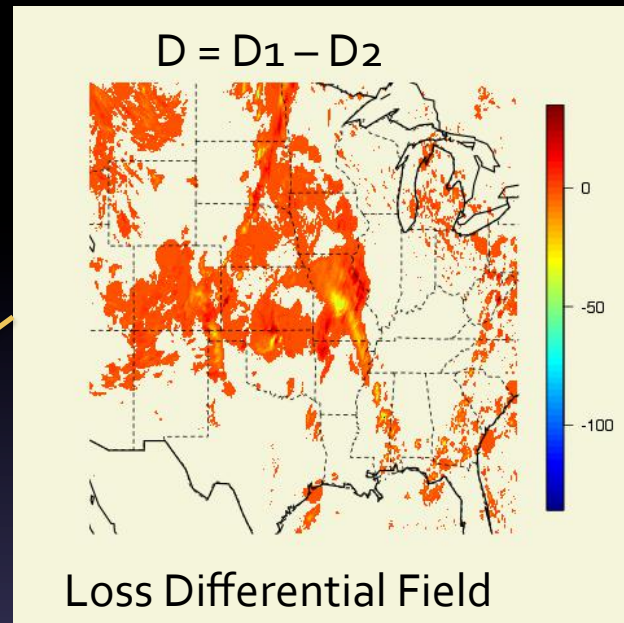 D = D1 – D2
0
-50
-100
Loss Differential Field